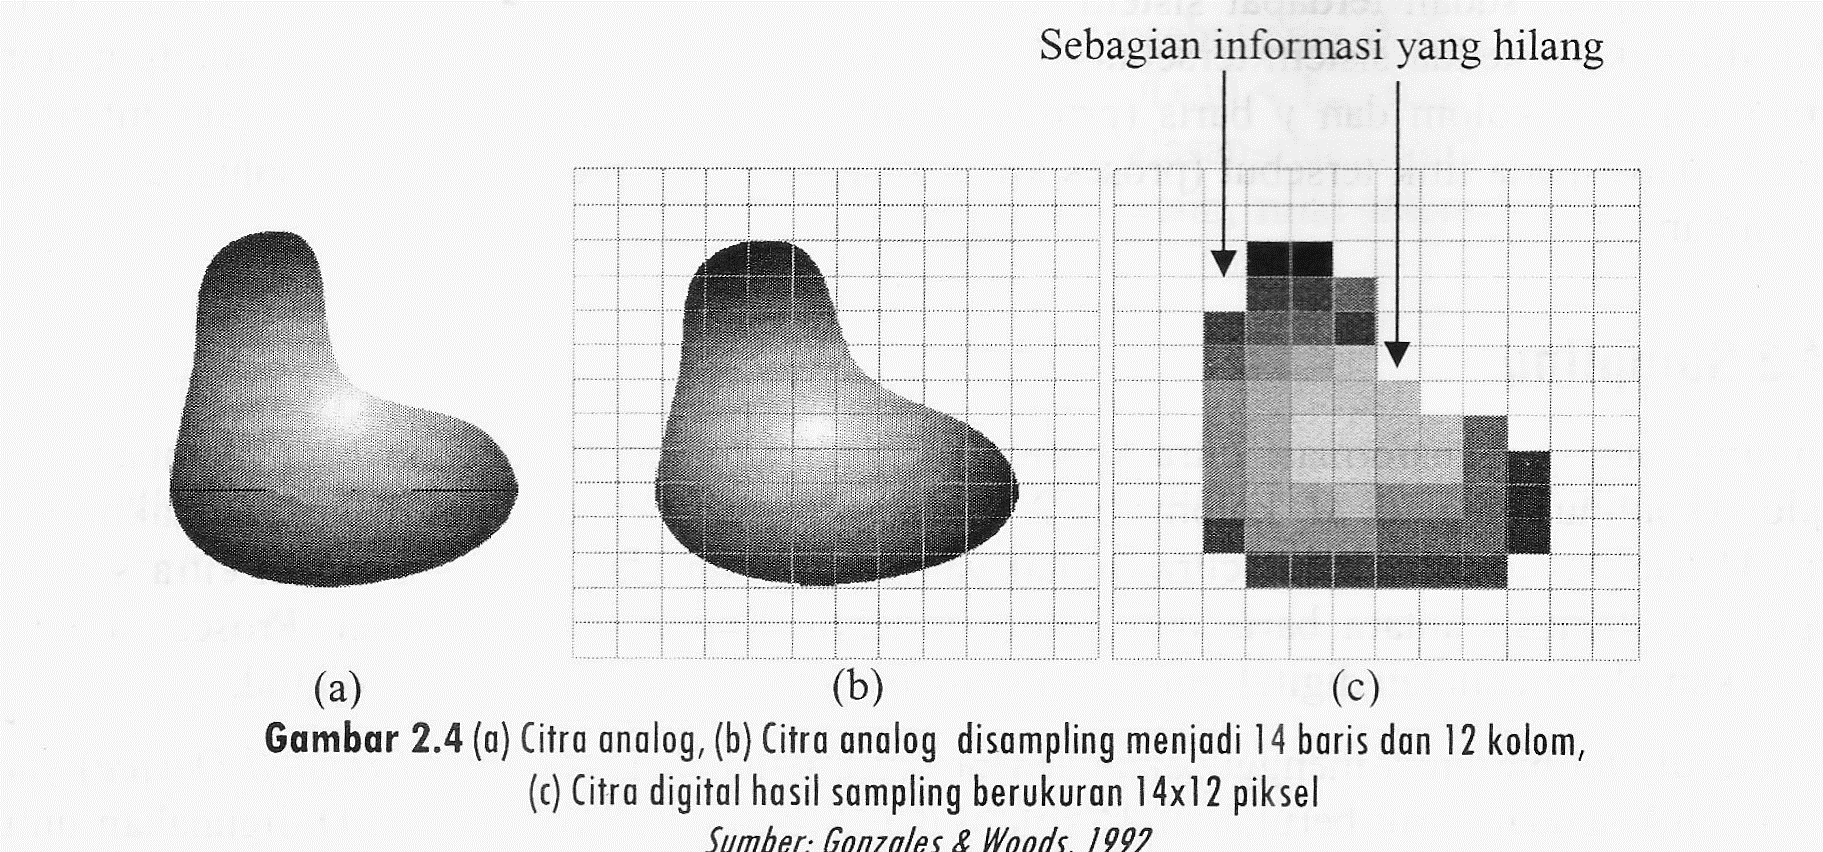 Sebagian informasi yang hilang
(a)
(b)
(c)
Gambar 2.4 (a) Citra analog, (b) Citra analog disampling menjadi 14 baris dan 12 kolom,
(c) Citra digital hasil sampling berukuran 14x12 piksel
Sumber: Gonzales & Woods, 1992